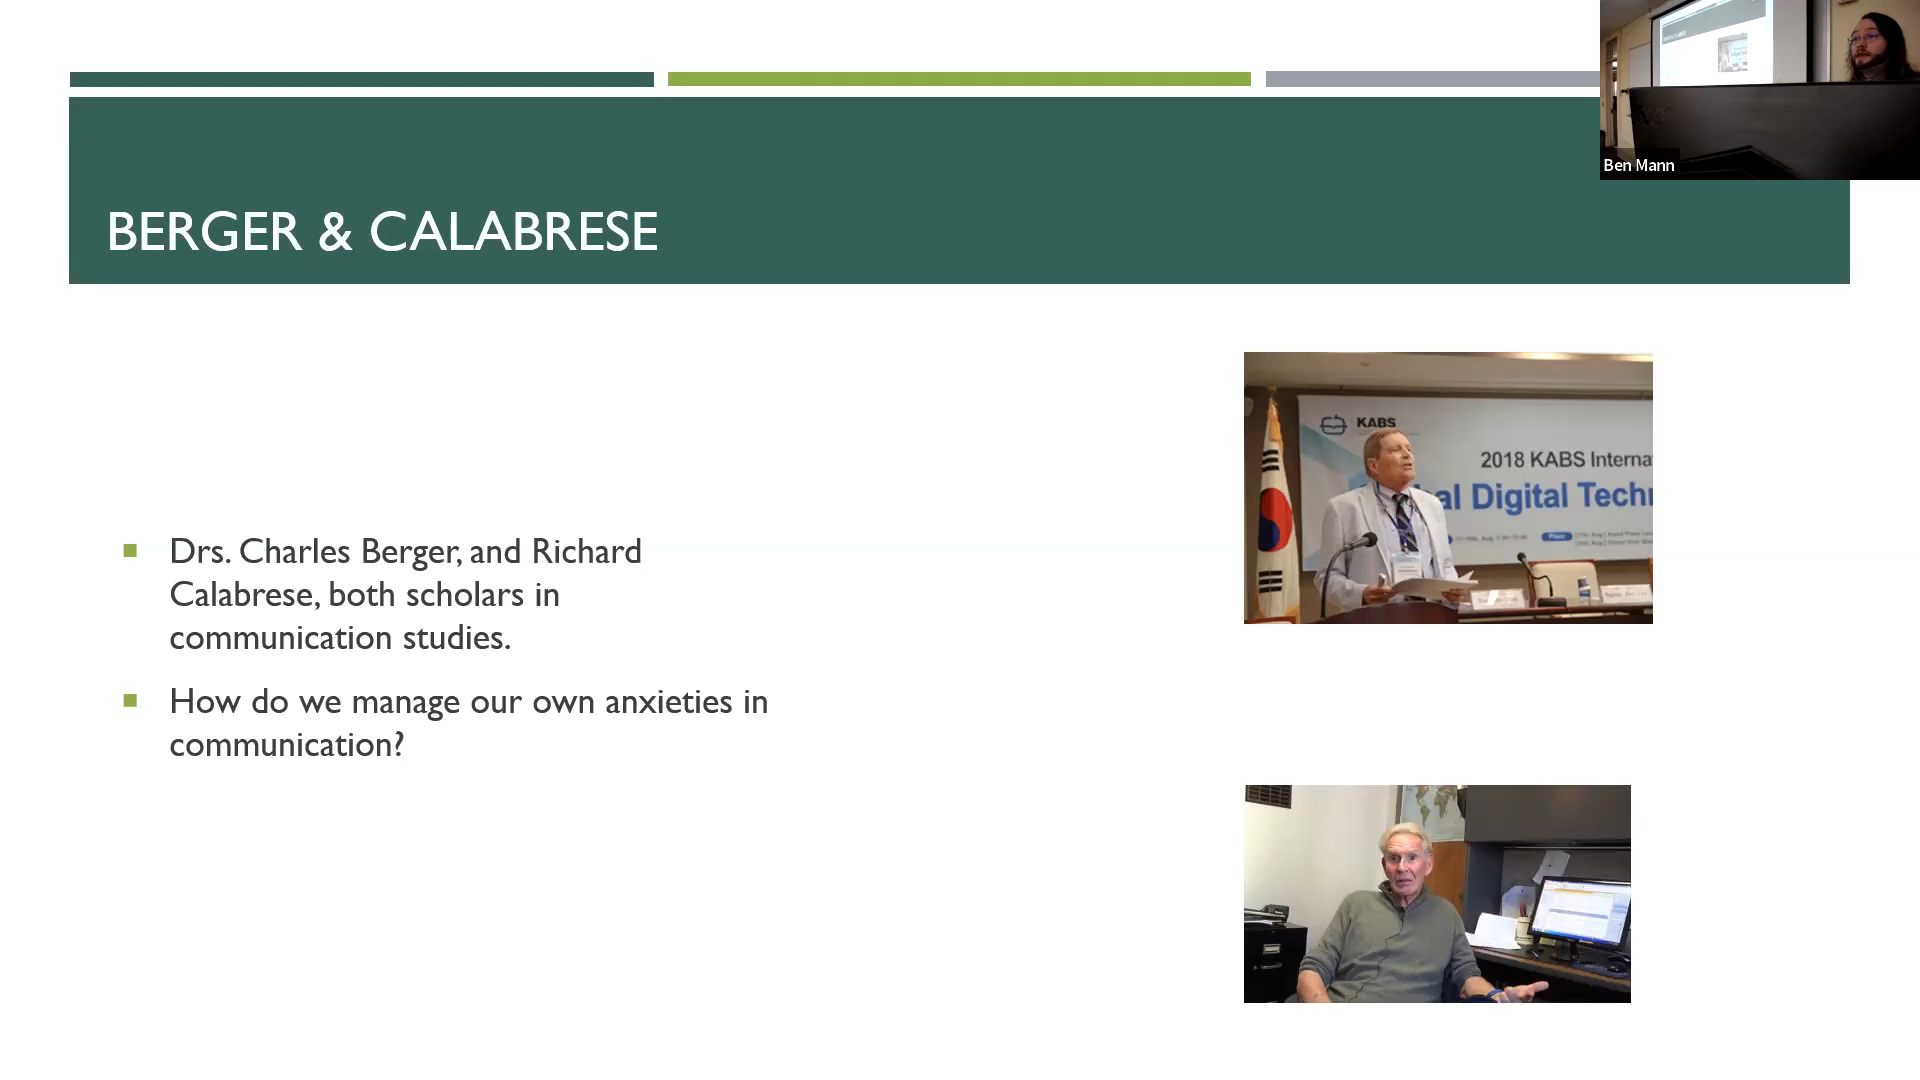 Ben Mann
BERGER & CALABRESE
Drs. Charles Berger, and Richard
Calabrese, both scholars in
communication studies.
How do we manage our own anxieties in
communication?
KABS
2018 KABS Interna
al Digital Techn